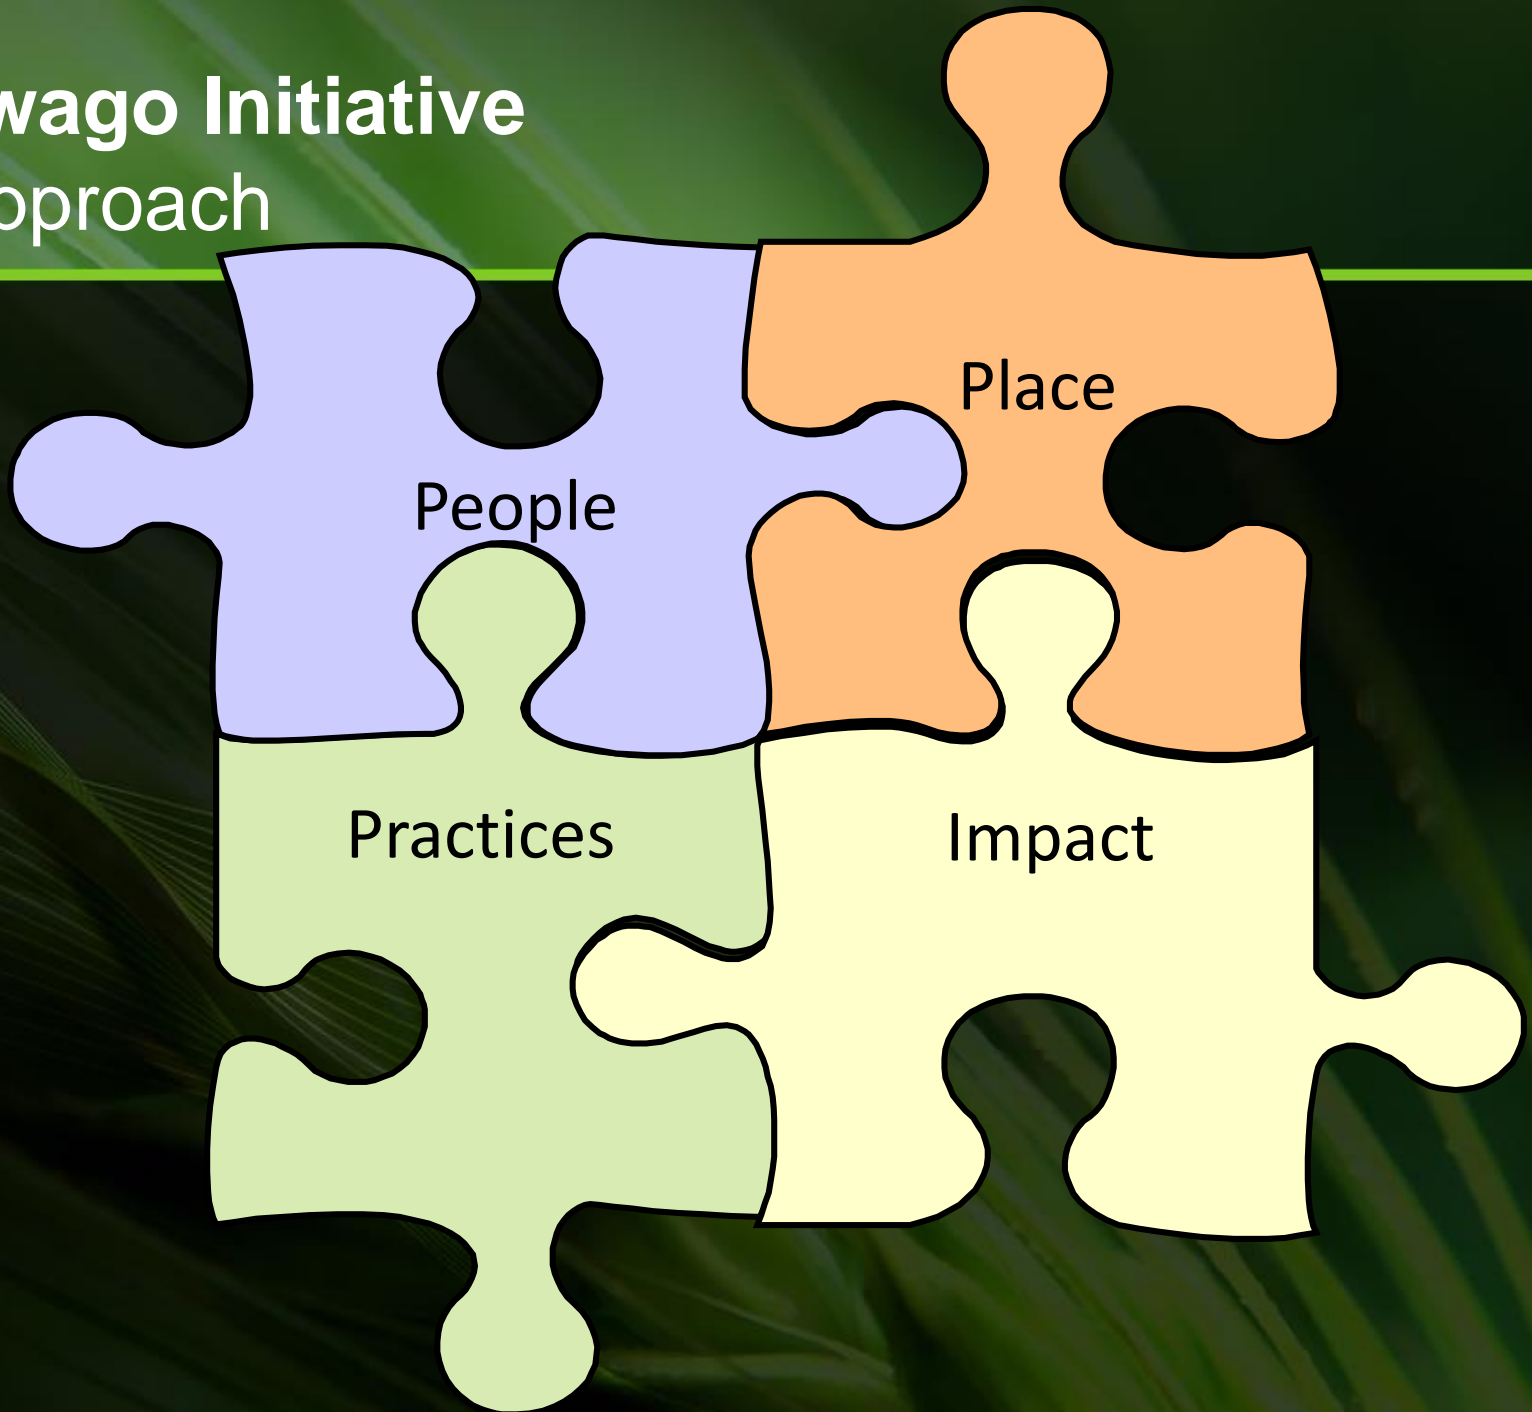 wago Initiative
pproach
Place
People
Practices
Impact